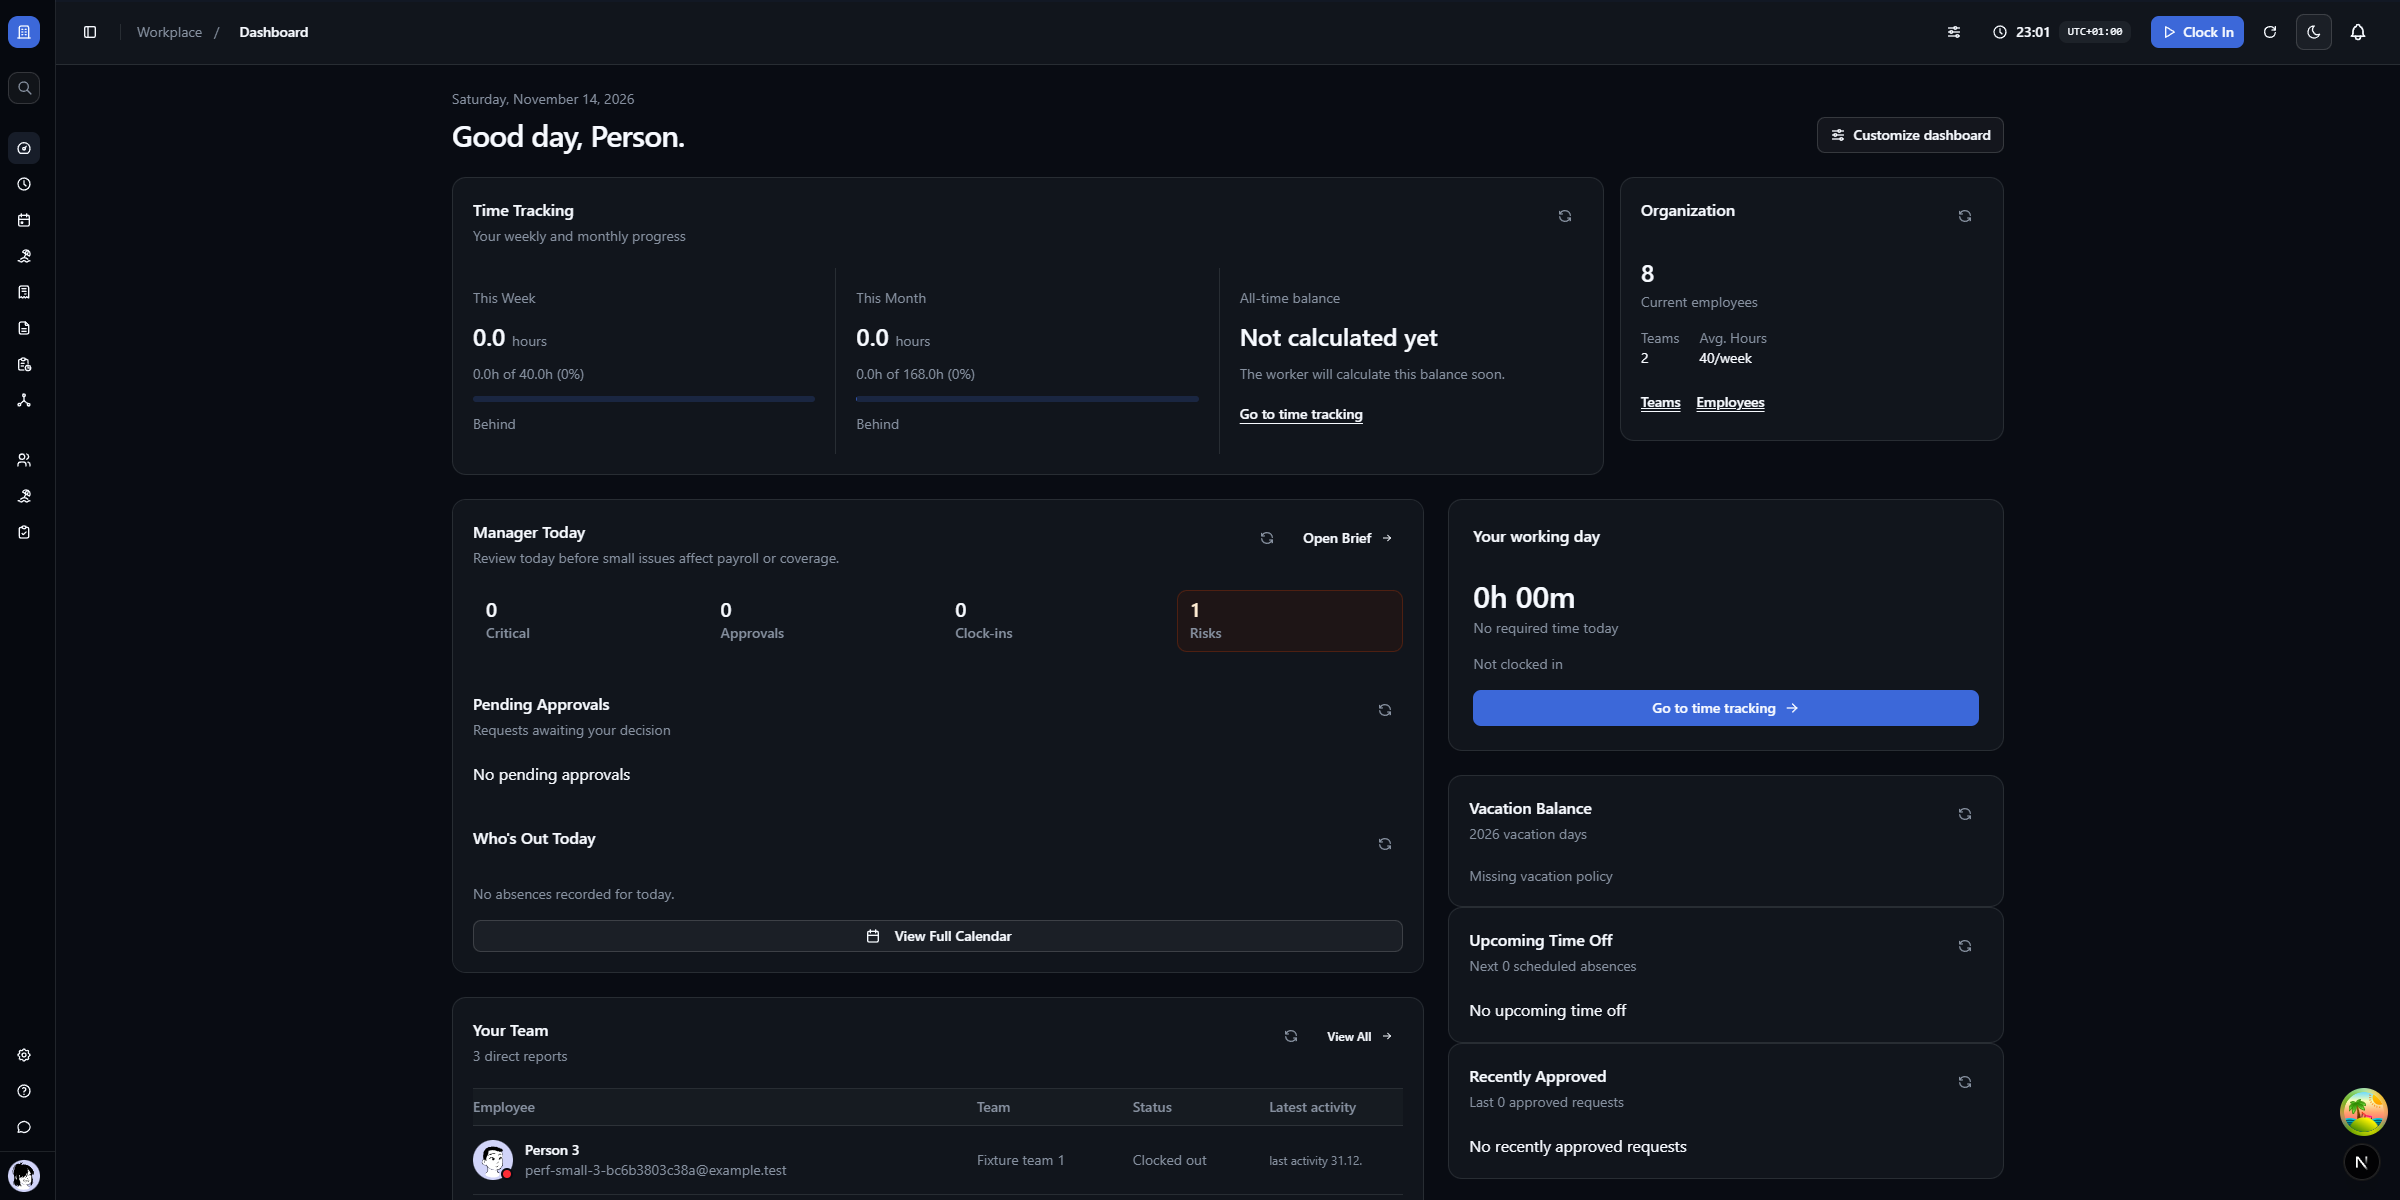 Workplace / Dashboard
23:01 UTC+01:00
Clock In
Saturday, November 14, 2026
Good day, Person.
Customize dashboard
Time Tracking
Your weekly and monthly progress
This Week
0.0 hours
0.0h of 40.0h (0%)
Behind
This Month
0.0 hours
0.0h of 168.0h (0%)
Behind
All-time balance
Not calculated yet
The worker will calculate this balance soon.
Go to time tracking
Organization
8
Current employees
Teams Avg. Hours
2 40/week
Teams Employees
Manager Today
Review today before small issues affect payroll or coverage.
Open Brief
0
Critical
0
Approvals
0
Clock-ins
1
Risks
Pending Approvals
Requests awaiting your decision
No pending approvals
Who's Out Today
No absences recorded for today.
View Full Calendar
Your Team
3 direct reports
View All
Employee Team Status Latest activity
Person 3
perf-small-3-bc6b3803c38a@example.test
Fixture team 1
Clocked out
last activity 31.12.
Your working day
0h 00m
No required time today
Not clocked in
Go to time tracking
Vacation Balance
2026 vacation days
Missing vacation policy
Upcoming Time Off
Next 0 scheduled absences
No upcoming time off
Recently Approved
Last 0 approved requests
No recently approved requests
N